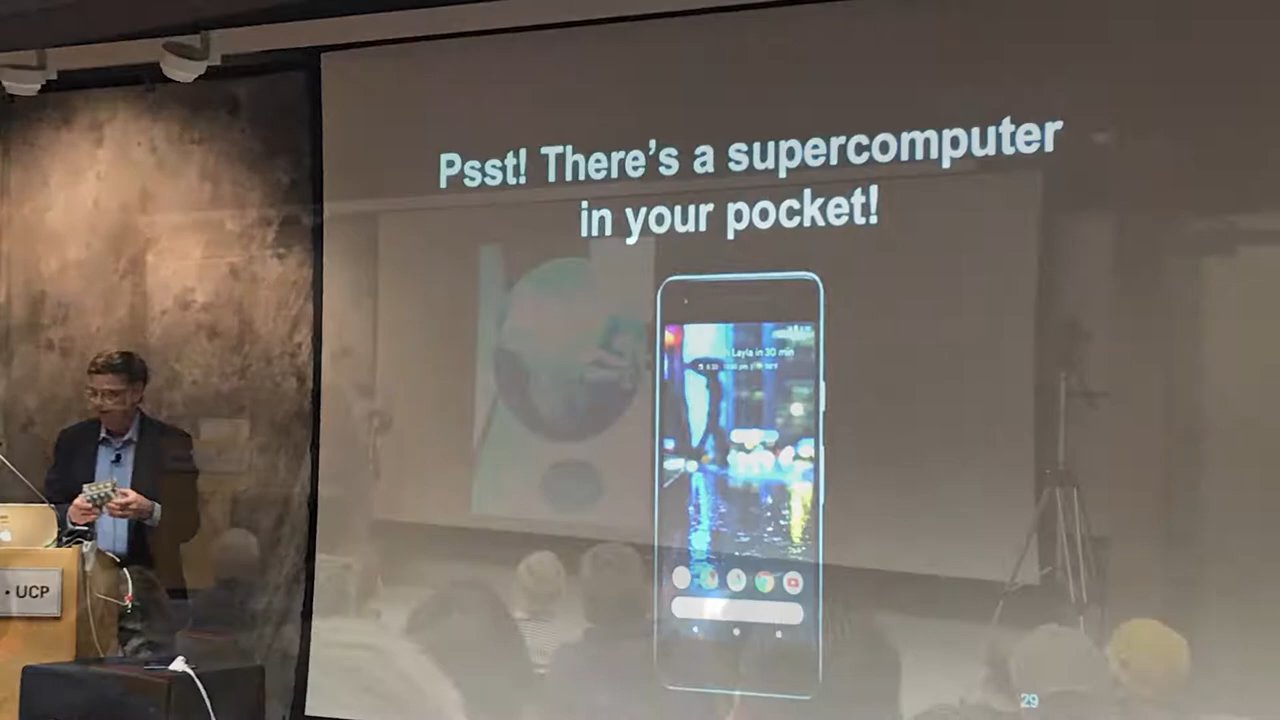 Psst! There's a supercomputer
in your pocket!
Layla in 30 min
• UCP
29